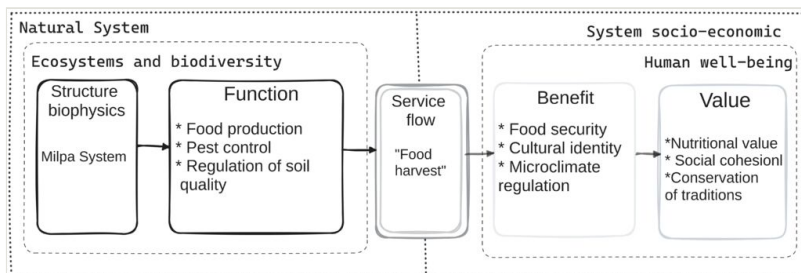 Natural System
System socio-economic
Ecosystems and biodiversity
Human well-being
Structure
biophysics
Milpa System
Function
* Food production
* Pest control
* Regulation of soil
quality
Service
flow
"Food
harvest"
Benefit
* Food security
* Cultural identity
* Microclimate
regulation
Value
*Nutritional value
* Social cohesionl
*Conservation
of traditions